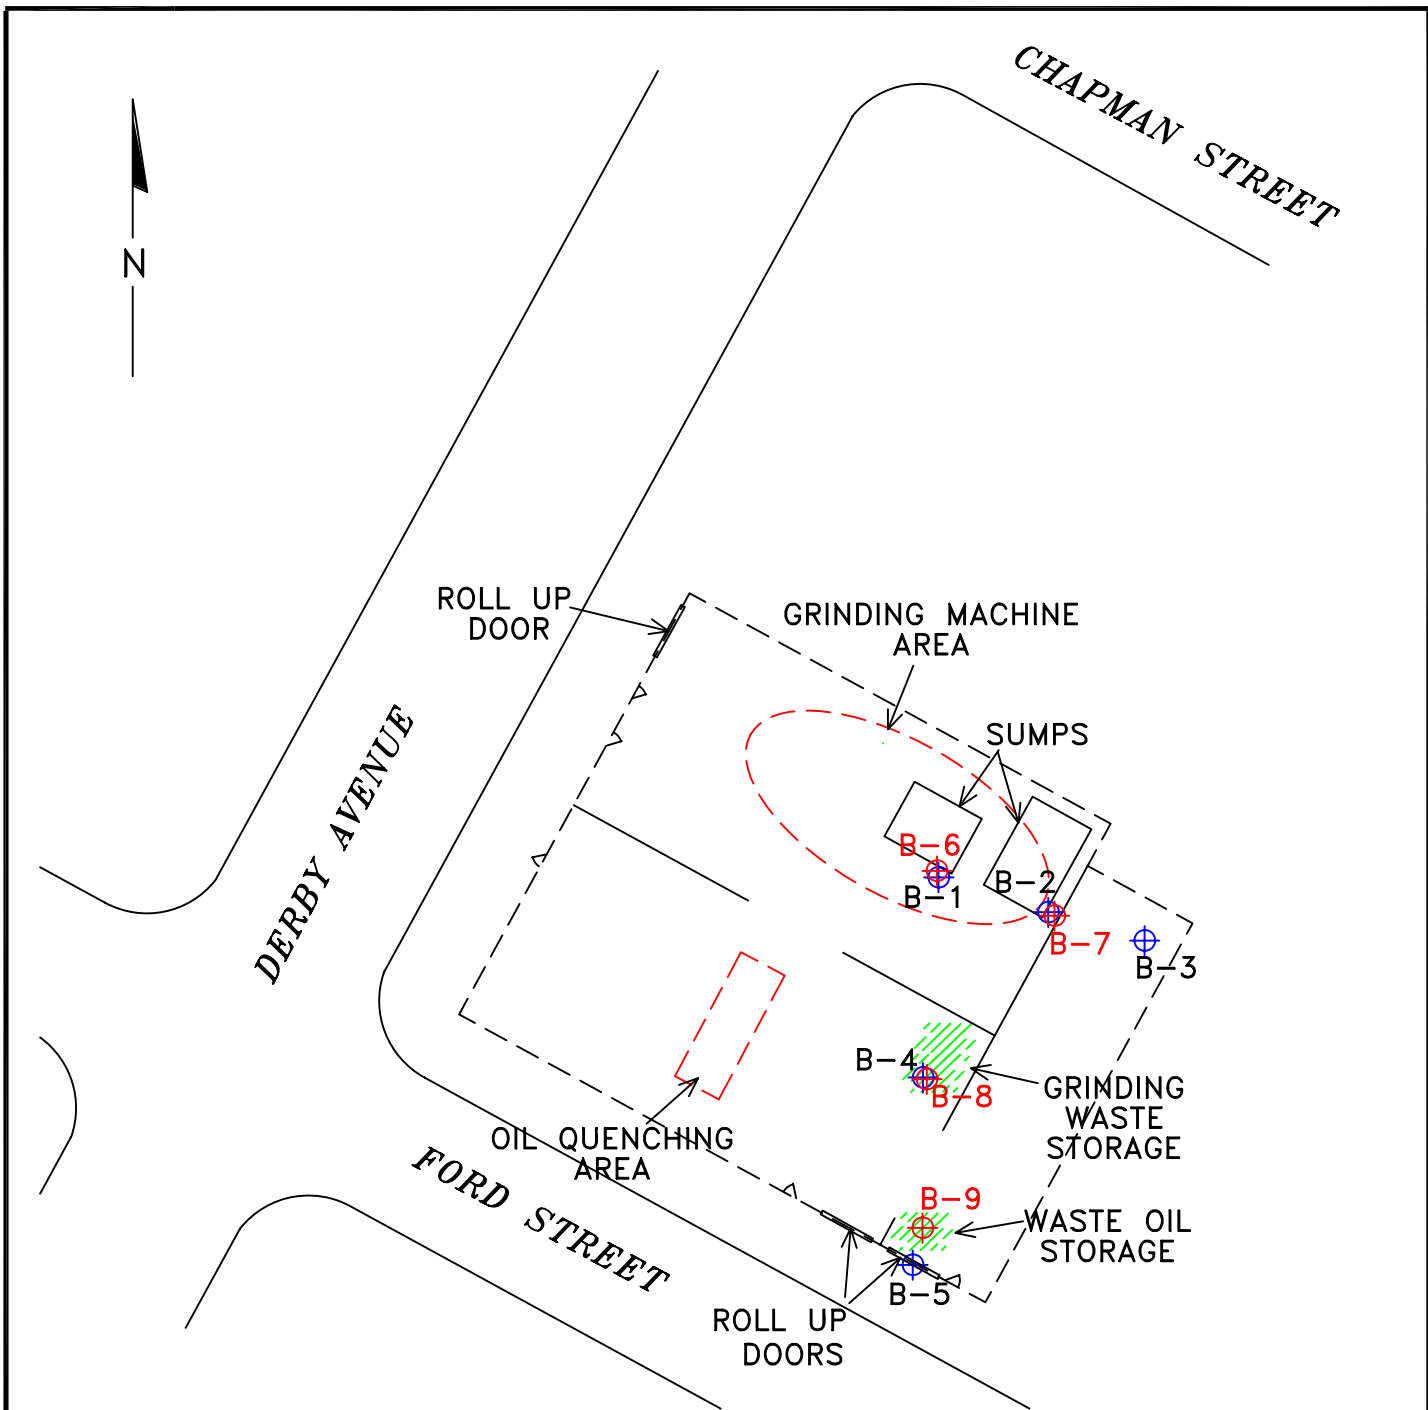 CHAPMAN STREET
N
ROLL UP
DOOR
GRINDING MACHINE
AREA
SUMPS
DERBY AVENUE
B-6
B-1
B-2
B-7
B-3
B-4
B-8
GRINDING
WASTE
STORAGE
OIL QUENCHING
AREA
FORD STREET
B-9
WASTE OIL
STORAGE
B-5
ROLL UP
DOORS